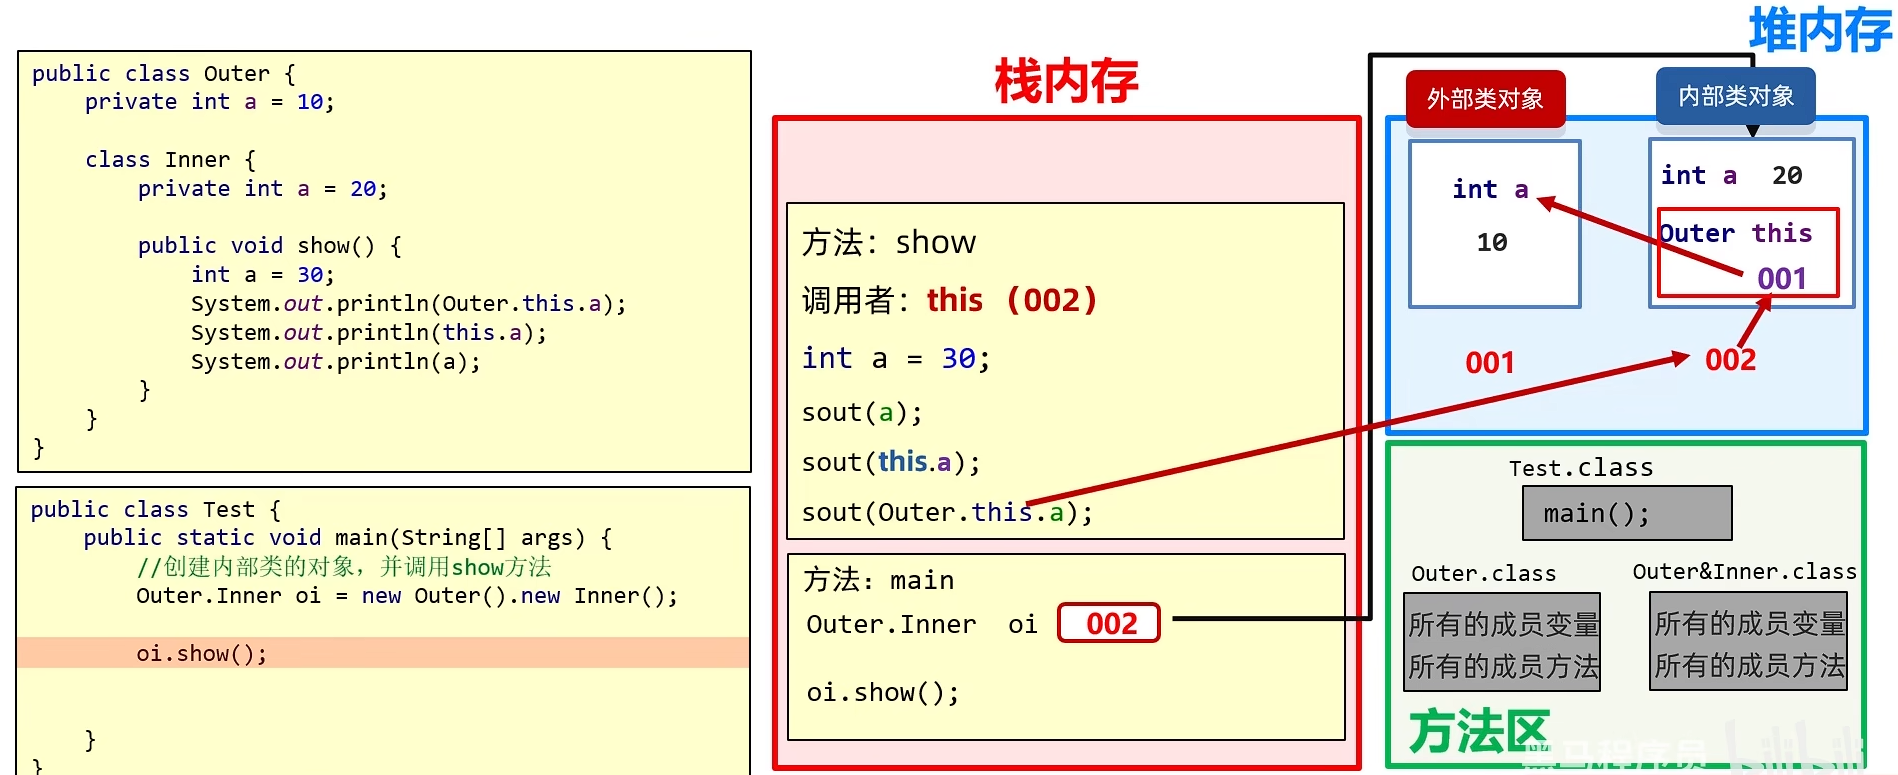 public class Outer {
private int a = 10;
class Inner {
private int a = 20;
public void show() {
int a = 30;
System.out.println(Outer.this.a);
System.out.println(this.a);
System.out.println(a);
}
}
}
public class Test {
public static void main(String[] args) {
//创建内部类的对象，并调用show方法
Outer.Inner oi = new Outer().new Inner();
oi.show();
}
}
栈内存
方法：show
调用者：this（002）
int a = 30;
sout(a);
sout(this.a);
sout(Outer.this.a);
方法：main
Outer.Inner oi 002
oi.show();
堆内存
外部类对象
int a
10
001
内部类对象
int a 20
Outer this
001
002
Test.class
main();
Outer.class
所有的成员变量
所有的成员方法
Outer&Inner.class
所有的成员变量
所有的成员方法
方法区
黑马程序员
bilibili